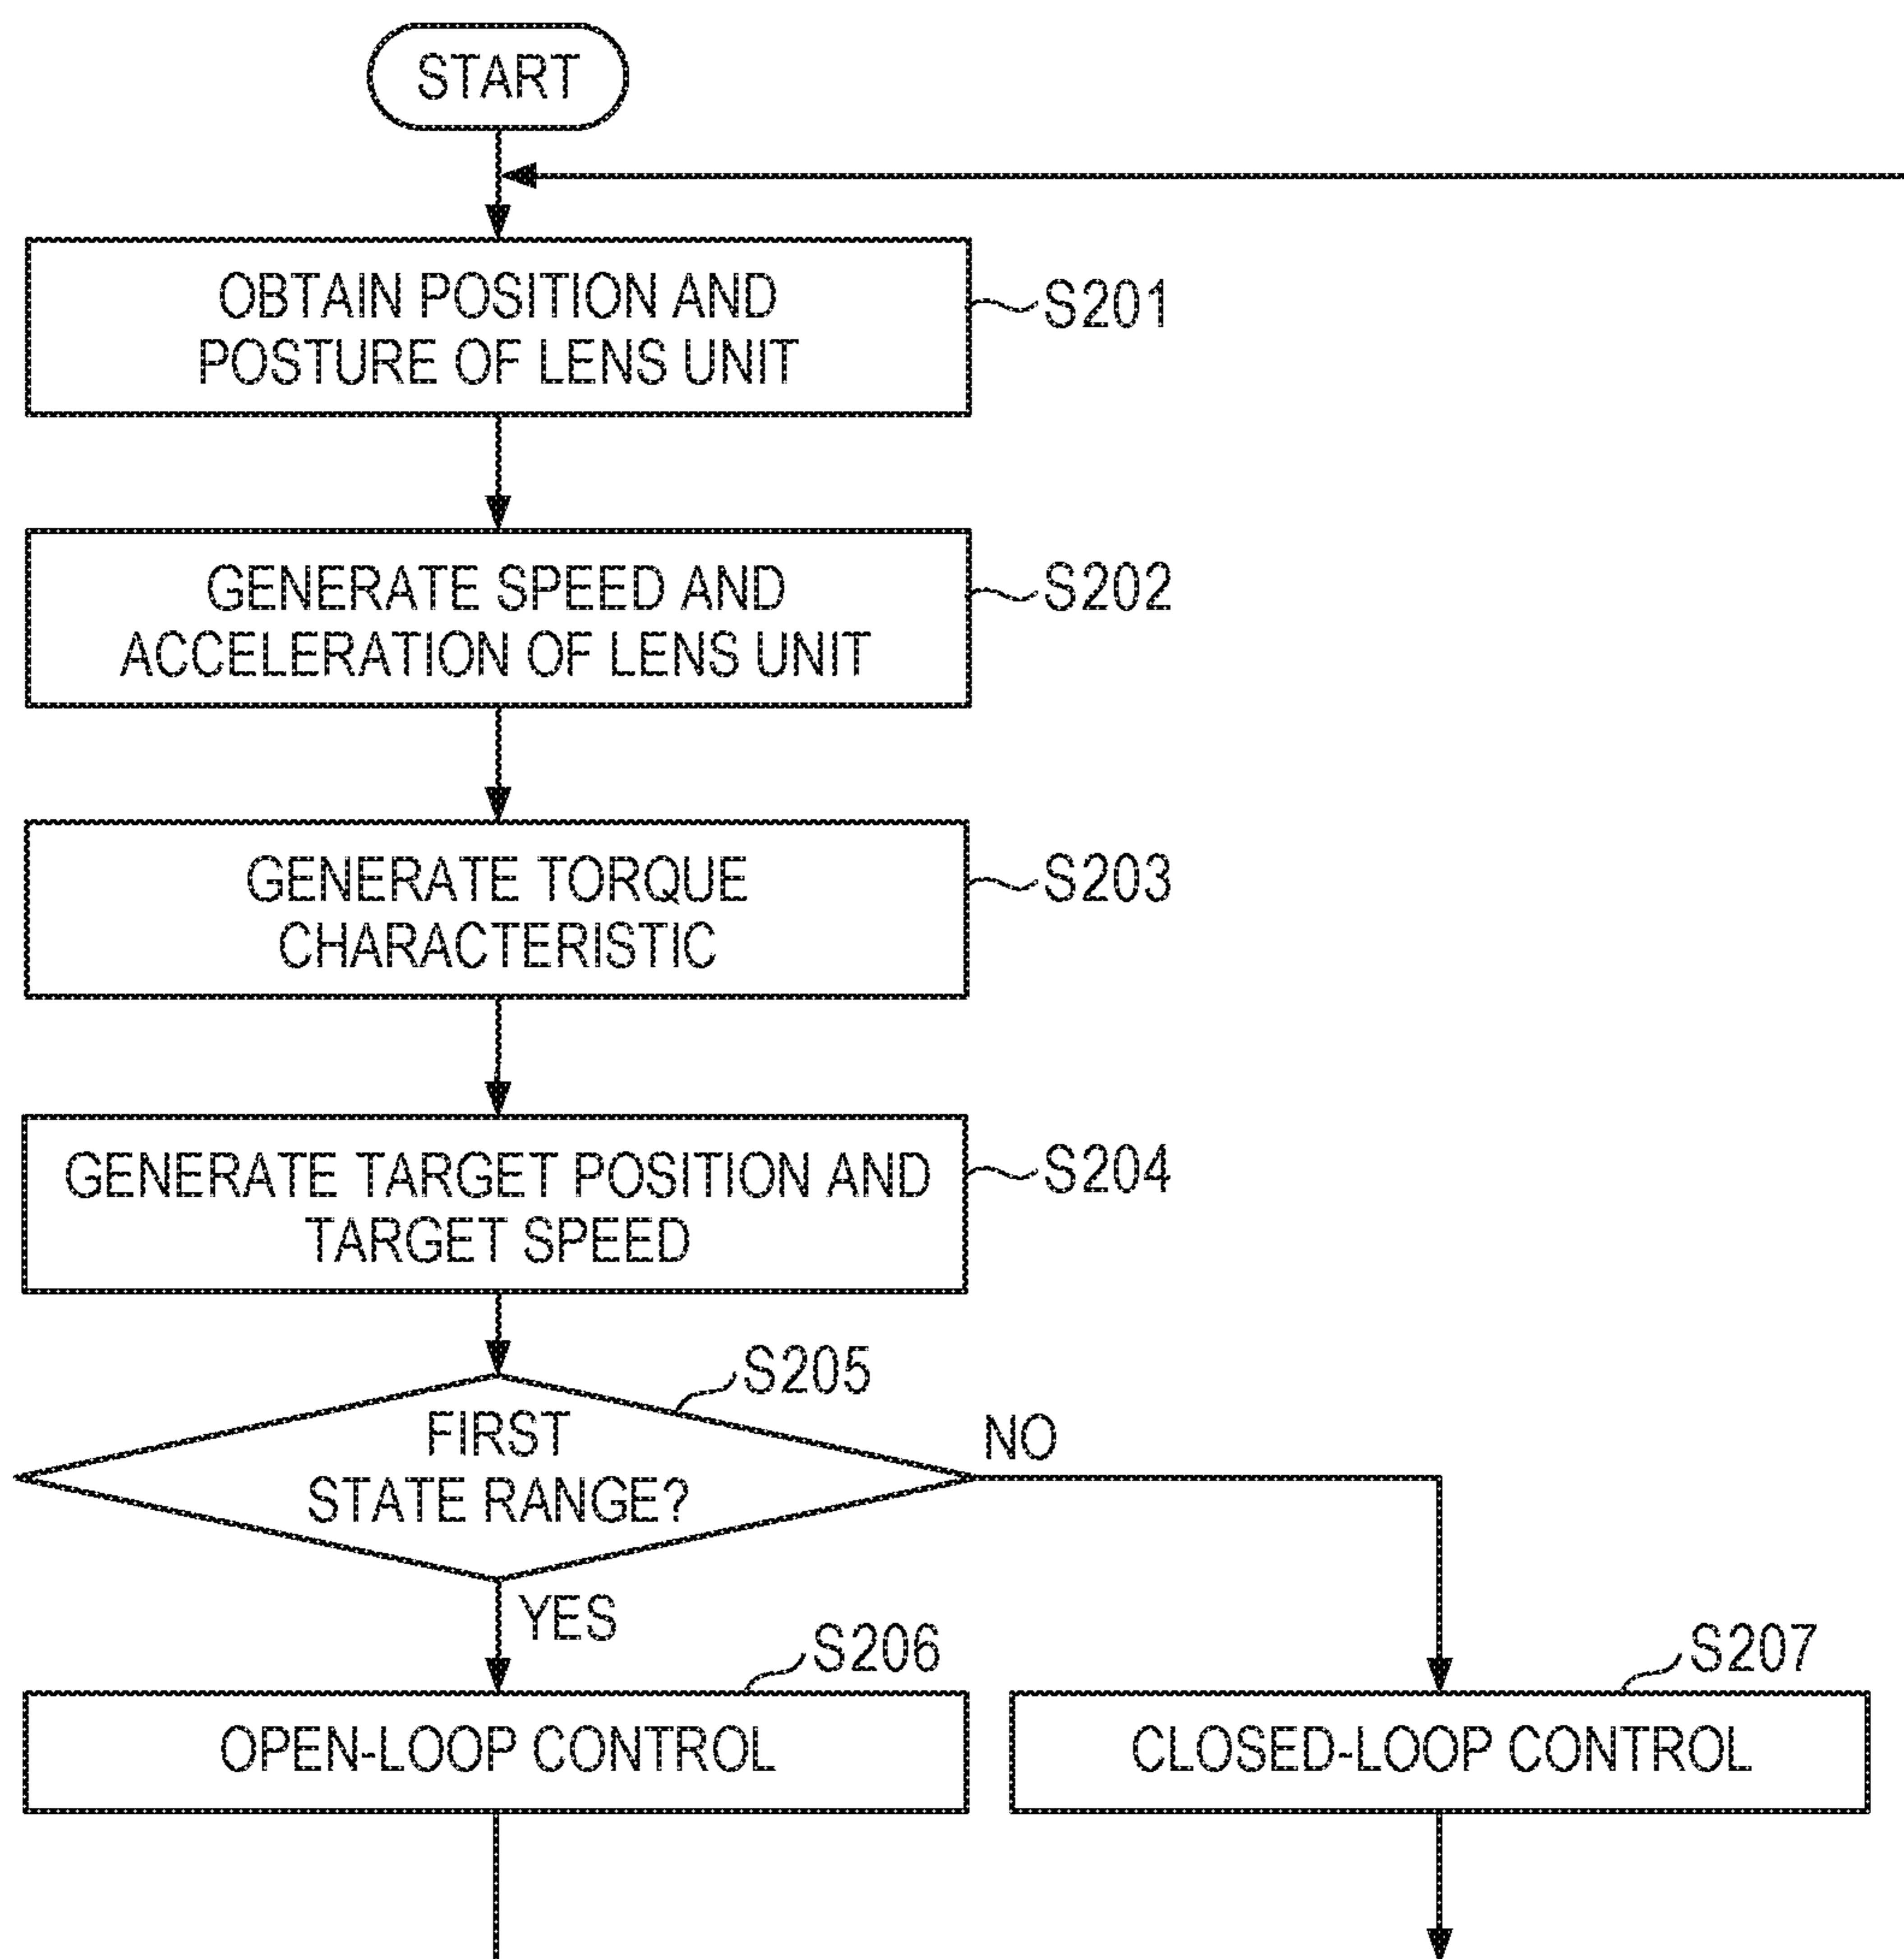 START
OBTAIN POSITION AND
POSTURE OF LENS UNIT
S201
GENERATE SPEED AND
ACCELERATION OF LENS UNIT
S202
GENERATE TORQUE
CHARACTERISTIC
S203
GENERATE TARGET POSITION AND
TARGET SPEED
S204
S205
FIRST
STATE RANGE?
NO
YES
S206
OPEN-LOOP CONTROL
S207
CLOSED-LOOP CONTROL